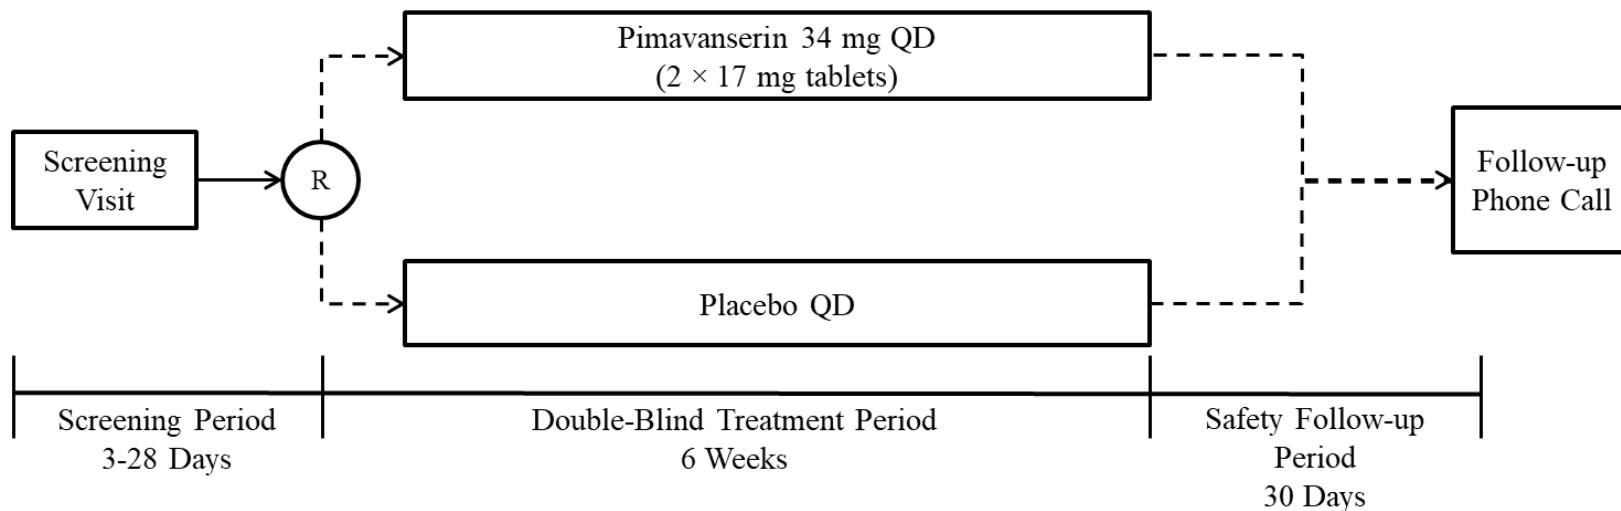 Pimavanserin 34 mg QD
(2 × 17 mg tablets)
Screening
Visit
R
Follow-up
Phone Call
Placebo QD
Screening Period
3-28 Days
Double-Blind Treatment Period
6 Weeks
Safety Follow-up
Period
30 Days